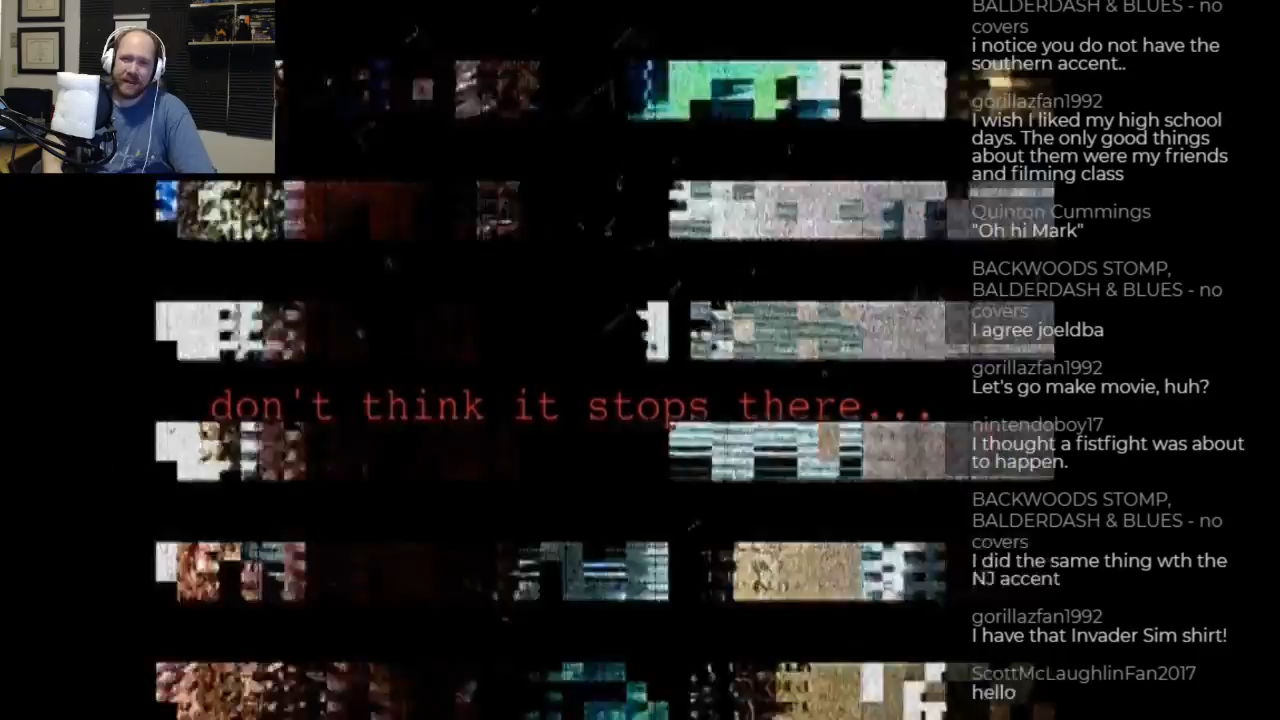 BALDERDASH & BLUES - no
covers
i notice you do not have the
southern accent..
gorillazfan1992
I wish I liked my high school
days. The only good things
about them were my friends
and filming class
Quinton Cummings
"Oh hi Mark"
BACKWOODS STOMP,
BALDERDASH & BLUES - no
covers
I agree joeldba
gorillazfan1992
Let's go make movie, huh?
don't think it stops there...
nintendoboy17
I thought a fistfight was about
to happen.
BACKWOODS STOMP,
BALDERDASH & BLUES - no
covers
I did the same thing wth the
NJ accent
gorillazfan1992
I have that Invader Sim shirt!
ScottMcLaughlinFan2017
hello